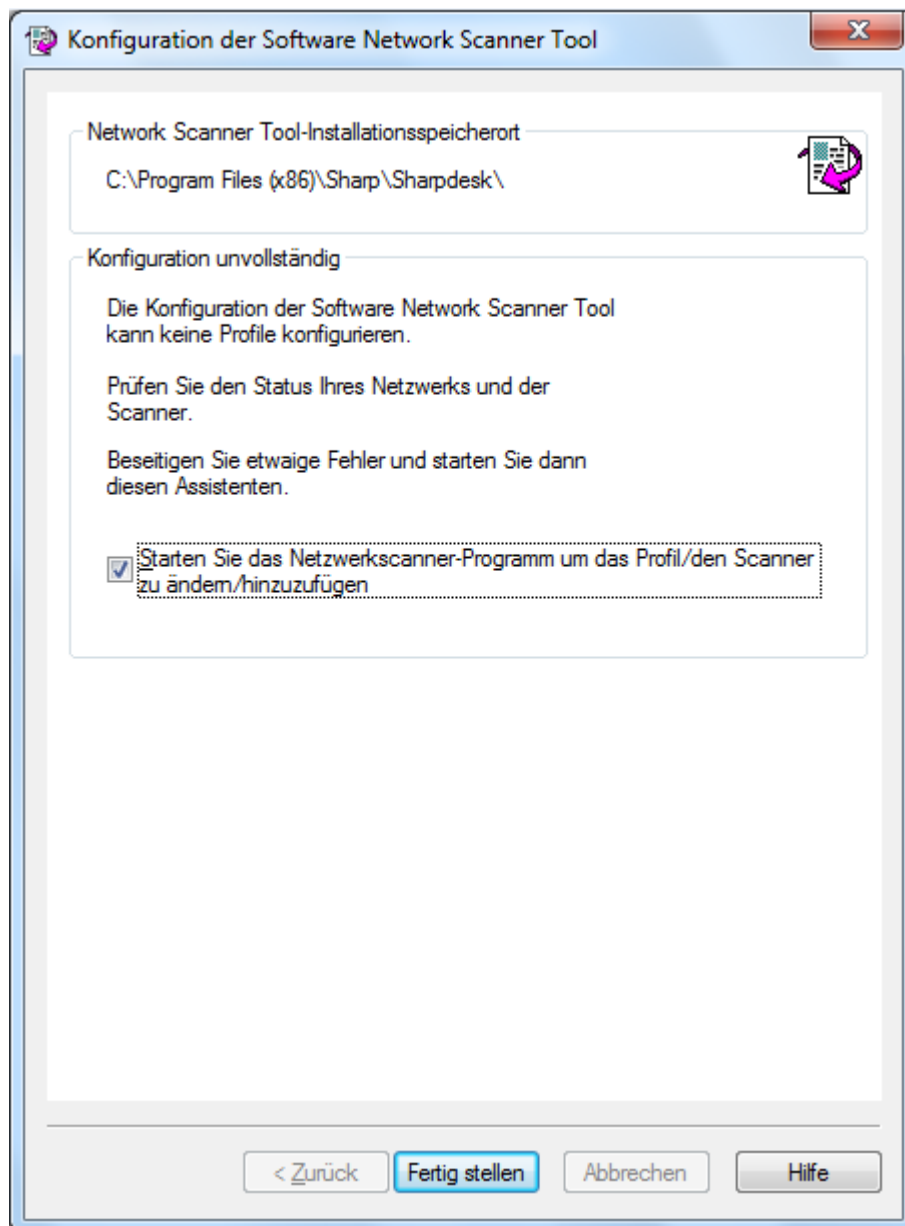 Konfiguration der Software Network Scanner Tool
Network Scanner Tool-Installationsspeicherort
C:\Program Files (x86)\Sharp\Sharpdesk\
Konfiguration unvollständig
Die Konfiguration der Software Network Scanner Tool
kann keine Profile konfigurieren.
Prüfen Sie den Status Ihres Netzwerks und der
Scanner.
Beseitigen Sie etwaige Fehler und starten Sie dann
diesen Assistenten.
Starten Sie das Netzwerkscanner-Programm um das Profil/den Scanner
zu ändern/hinzuzufügen
< Zurück
Fertig stellen
Abbrechen
Hilfe